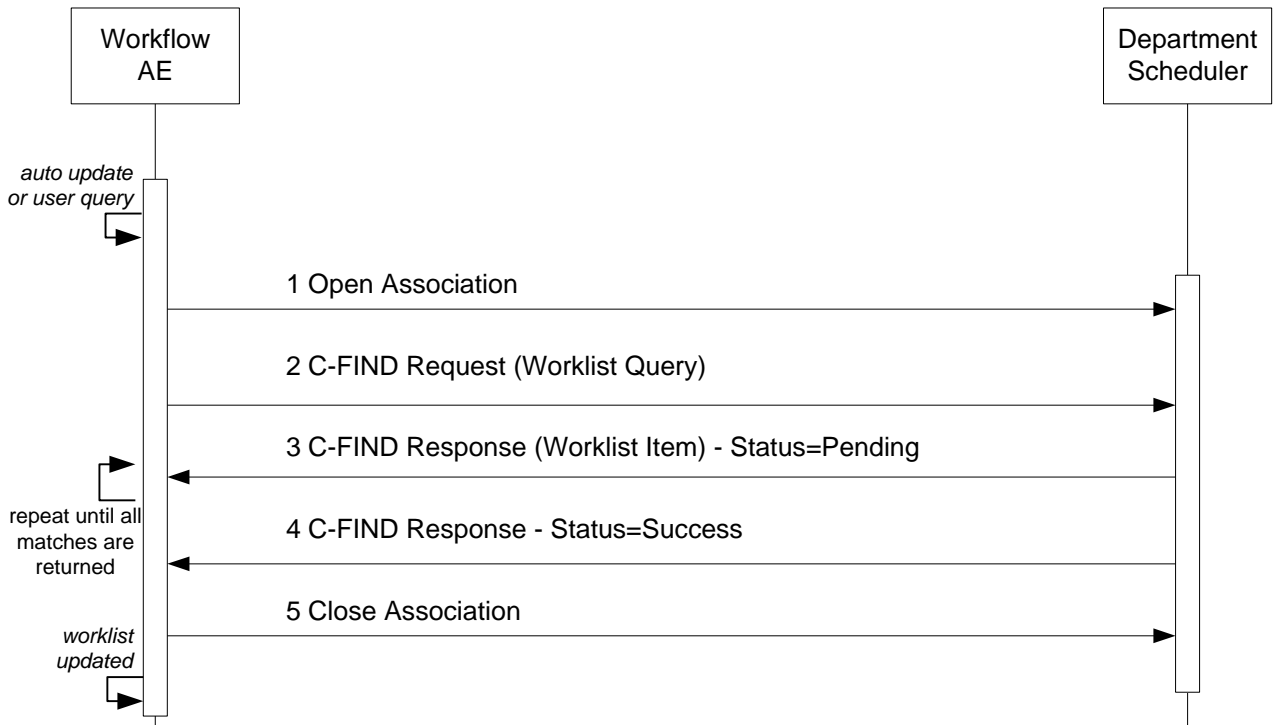 Workflow
AE
Department
Scheduler
auto update
or user query
1 Open Association
2 C-FIND Request (Worklist Query)
3 C-FIND Response (Worklist Item) - Status=Pending
repeat until all
matches are
returned
4 C-FIND Response - Status=Success
5 Close Association
worklist
updated